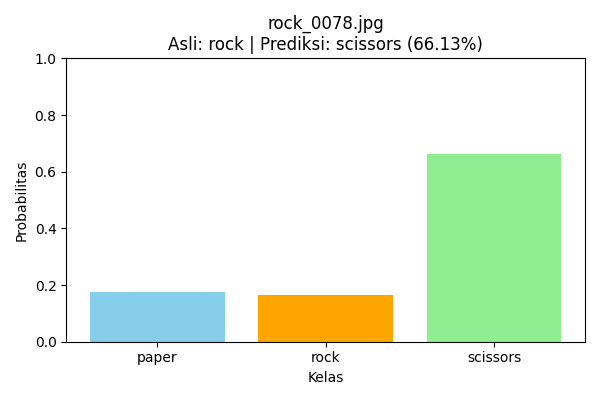 rock_0078.jpg
Asli: rock | Prediksi: scissors (66.13%)
1.0
0.8
0.6
0.4
0.2
0.0
Probabilitas
paper
rock
scissors
Kelas